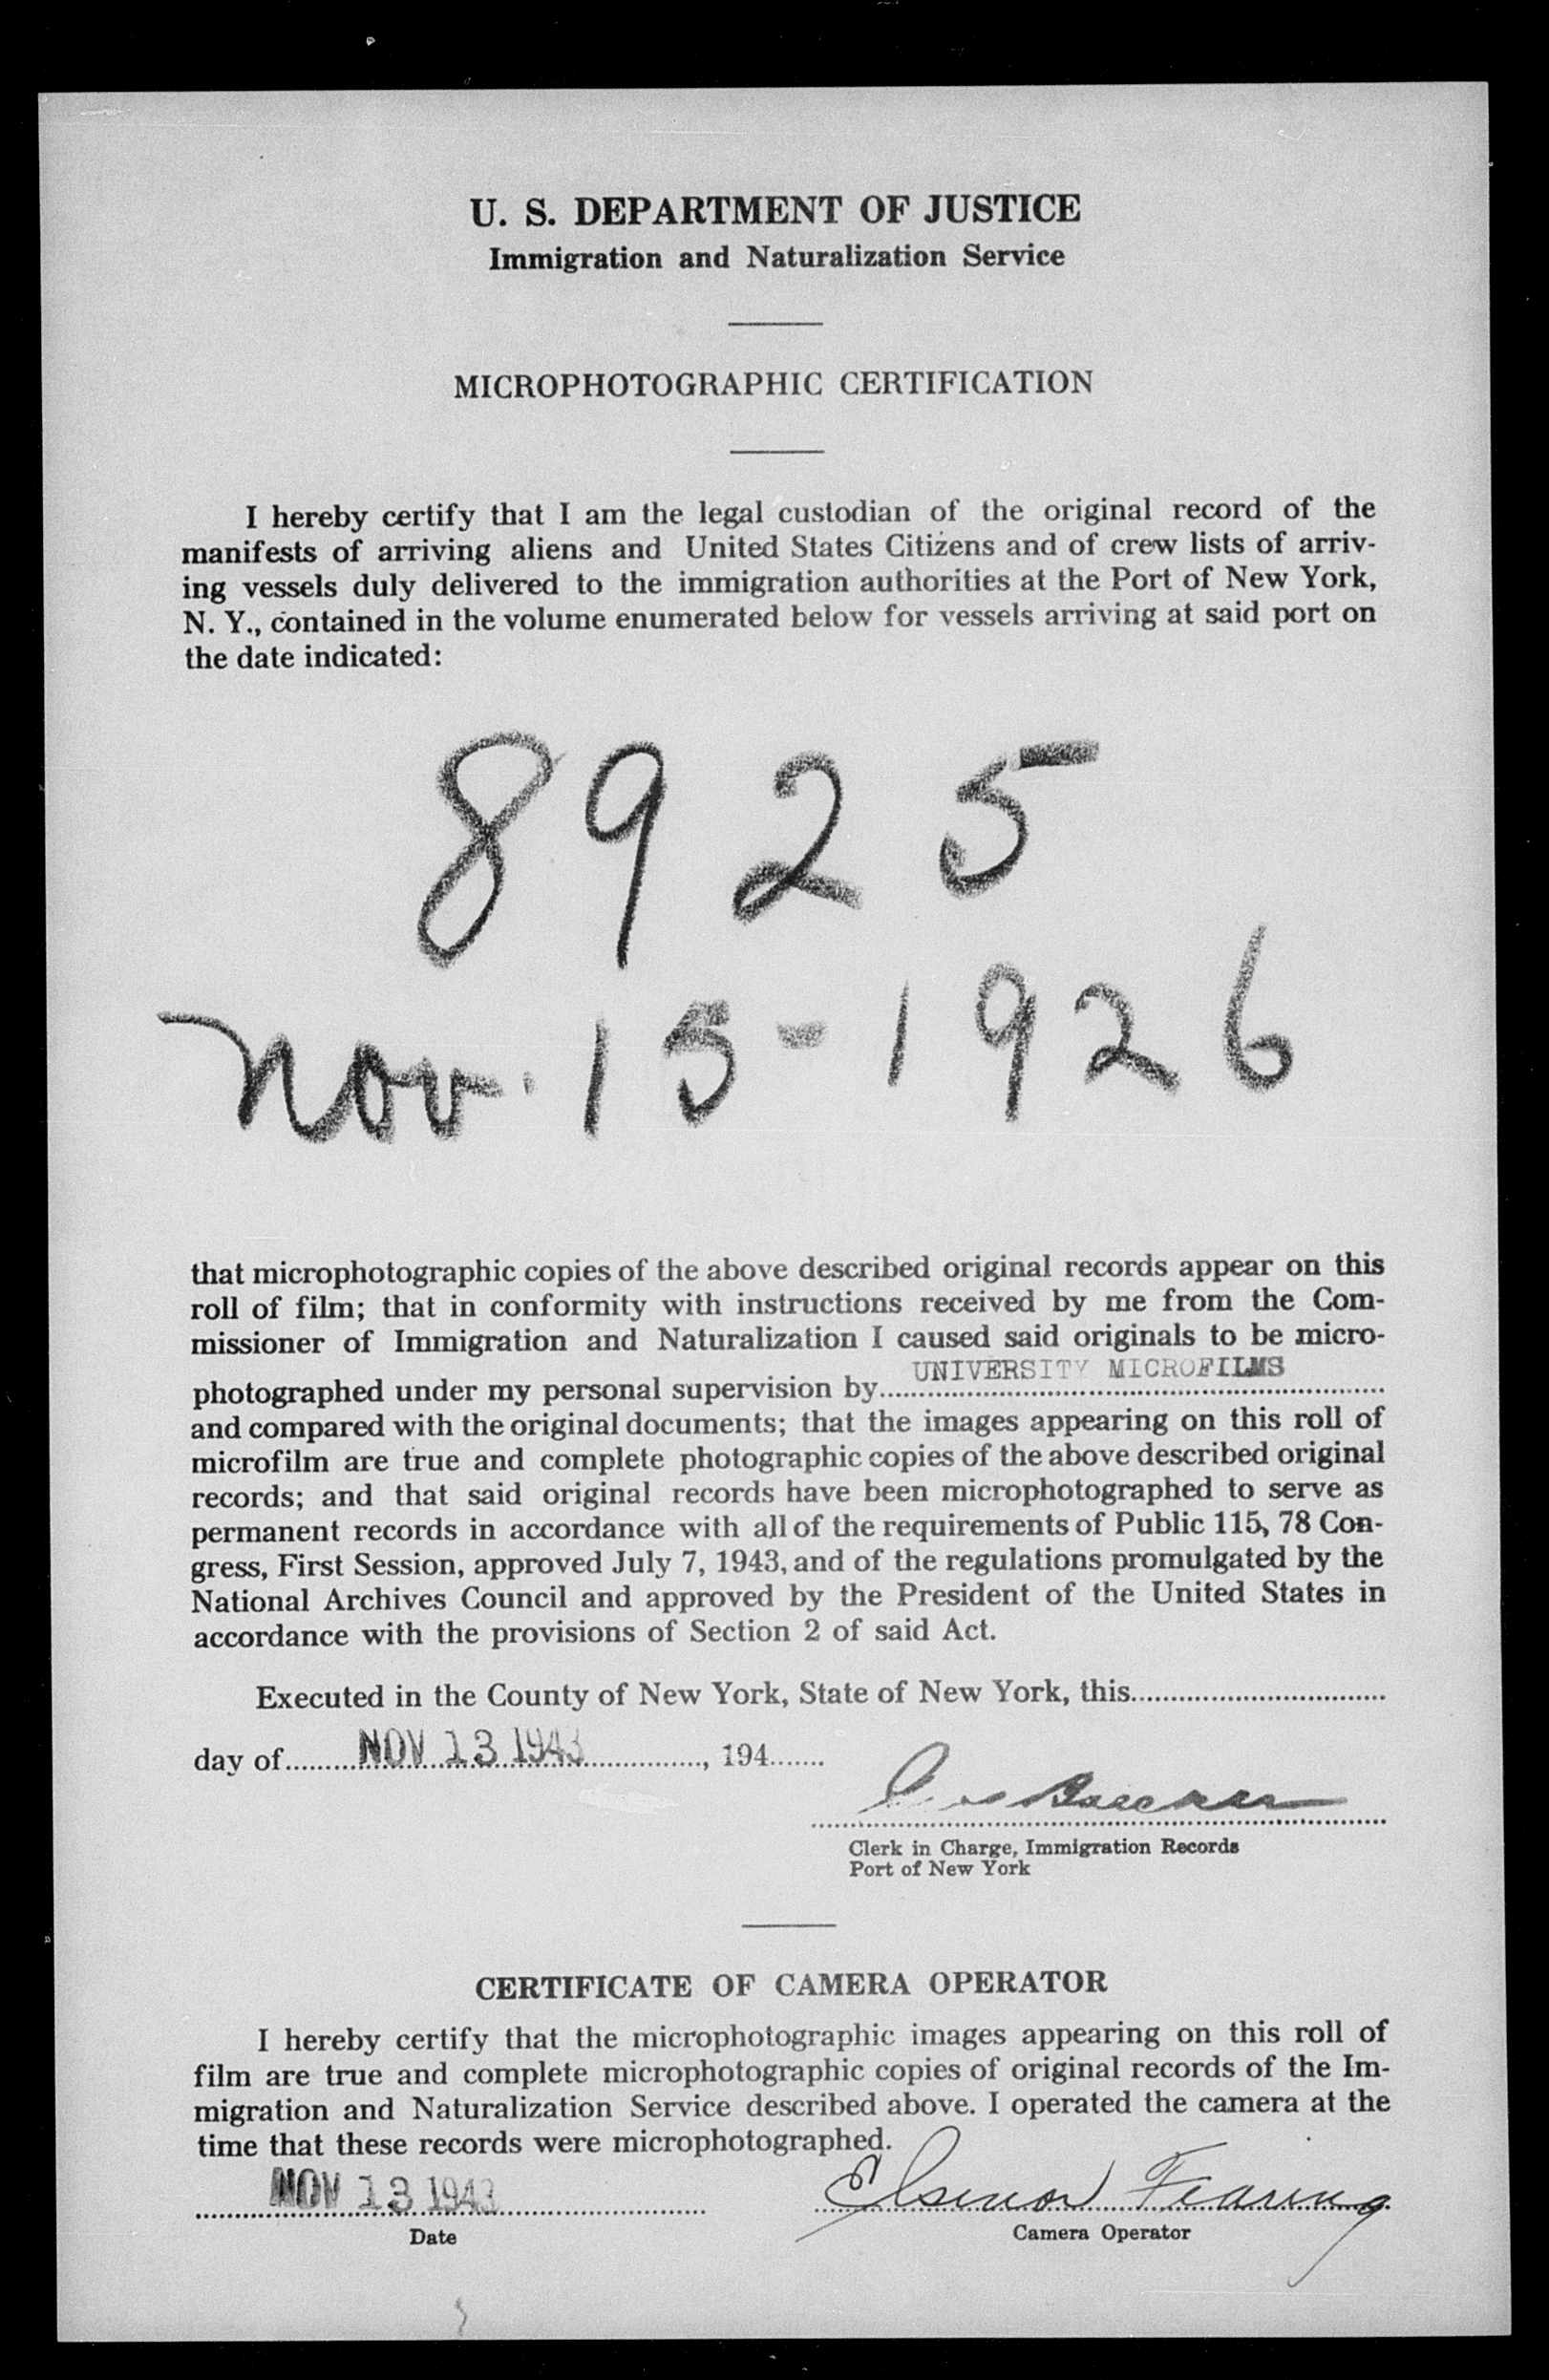 U. S. DEPARTMENT OF JUSTICE
Immigration and Naturalization Service
MICROPHOTOGRAPHIC CERTIFICATION
I hereby certify that I am the legal custodian of the original record of the
manifests of arriving aliens and United States Citizens and of crew lists of arriv-
ing vessels duly delivered to the immigration authorities at the Port of New York,
N. Y., contained in the volume enumerated below for vessels arriving at said port on
the date indicated:
8925
Nov. 15-1926
that microphotographic copies of the above described original records appear on this
roll of film; that in conformity with instructions received by me from the Com-
missioner of Immigration and Naturalization I caused said originals to be micro-
photographed under my personal supervision by UNIVERSITY MICROFILMS
and compared with the original documents; that the images appearing on this roll of
microfilm are true and complete photographic copies of the above described original
records; and that said original records have been microphotographed to serve as
permanent records in accordance with all of the requirements of Public 115, 78 Con-
gress, First Session, approved July 7, 1943, and of the regulations promulgated by the
National Archives Council and approved by the President of the United States in
accordance with the provisions of Section 2 of said Act.
Executed in the County of New York, State of New York, this
day of NOV 13 1943, 194
Clerk in Charge, Immigration Records
Port of New York
CERTIFICATE OF CAMERA OPERATOR
I hereby certify that the microphotographic images appearing on this roll of
film are true and complete microphotographic copies of original records of the Im-
migration and Naturalization Service described above. I operated the camera at the
time that these records were microphotographed.
NOV 13 1943 Elsinor Fearing
Date Camera Operator